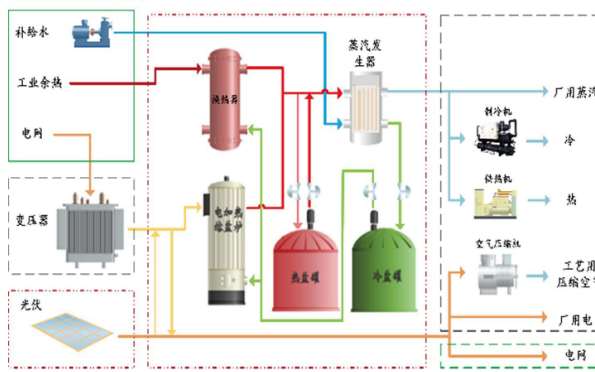 补给水
工业余热
电网
变压器
光伏
换热器
电加热
熔盐炉
蒸汽发
生器
热盐罐
冷盐罐
厂用蒸汽
制冷机
冷
供热机
热
空气压缩机
工艺用
压缩空气
厂用电
电网